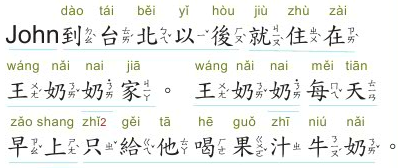 dào tái běi yǐ hòu jiù zhù zài
John到台北以後就住在
wáng nǎi nai jiā wáng nǎi nai měi tiān
王奶奶家。 王奶奶每天
zǎo shang zhǐ2 gěi tā hē guǒ zhī niú nǎi
早上只給他喝果汁牛奶。